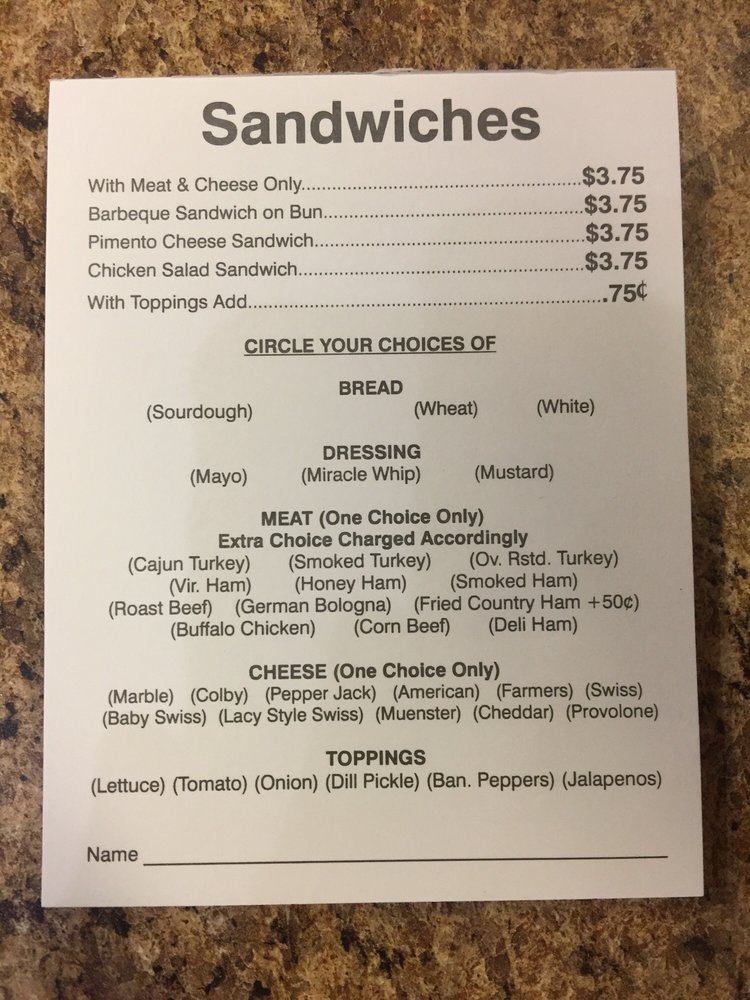 Sandwiches
With Meat & Cheese Only..................................................$3.75
Barbeque Sandwich on Bun..............................................$3.75
Pimento Cheese Sandwich................................................$3.75
Chicken Salad Sandwich...................................................$3.75
With Toppings Add.............................................................75¢
CIRCLE YOUR CHOICES OF
BREAD
(Sourdough) (Wheat) (White)
DRESSING
(Mayo) (Miracle Whip) (Mustard)
MEAT (One Choice Only)
Extra Choice Charged Accordingly
(Cajun Turkey) (Smoked Turkey) (Ov. Rstd. Turkey)
(Vir. Ham) (Honey Ham) (Smoked Ham)
(Roast Beef) (German Bologna) (Fried Country Ham +50¢)
(Buffalo Chicken) (Corn Beef) (Deli Ham)
CHEESE (One Choice Only)
(Marble) (Colby) (Pepper Jack) (American) (Farmers) (Swiss)
(Baby Swiss) (Lacy Style Swiss) (Muenster) (Cheddar) (Provolone)
TOPPINGS
(Lettuce) (Tomato) (Onion) (Dill Pickle) (Ban. Peppers) (Jalapenos)
Name